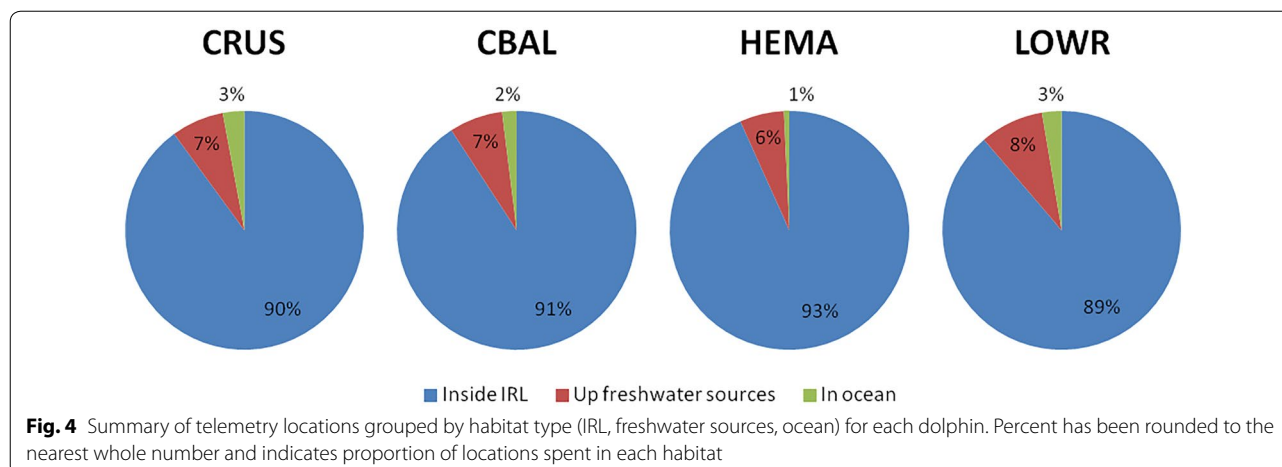 CRUS CBAL HEMA LOWR
3% 2% 1% 3%
7% 7% 6% 8%
90% 91% 93% 89%
Inside IRL Up freshwater sources In ocean
Fig. 4 Summary of telemetry locations grouped by habitat type (IRL, freshwater sources, ocean) for each dolphin. Percent has been rounded to the
nearest whole number and indicates proportion of locations spent in each habitat